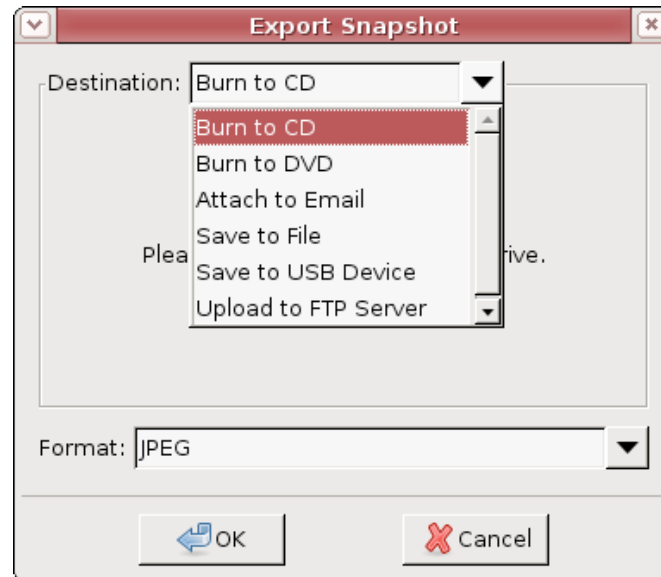 Export Snapshot
Destination: Burn to CD
Burn to CD
Burn to DVD
Attach to Email
Save to File
Save to USB Device
Upload to FTP Server
Format: JPEG
OK Cancel